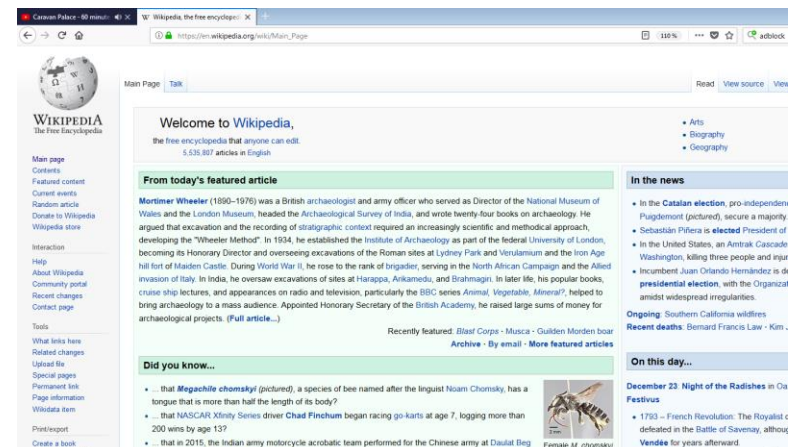 Caravan Palace - 60 minute
Wikipedia, the free encyclope
https://en.wikipedia.org/wiki/Main_Page
110%
adblock
WIKIPEDIA
The Free Encyclopedia
Main page
Contents
Featured content
Current events
Random article
Donate to Wikipedia
Wikipedia store
Interaction
Help
About Wikipedia
Community portal
Recent changes
Contact page
Tools
What links here
Related changes
Upload file
Special pages
Permanent link
Page information
Wikidata item
Print/export
Create a book
Main Page Talk
Read View source View
Welcome to Wikipedia,
the free encyclopedia that anyone can edit.
5,535,807 articles in English
• Arts
• Biography
• Geography
From today's featured article
Mortimer Wheeler (1890–1976) was a British archaeologist and army officer who served as Director of the National Museum of
Wales and the London Museum, headed the Archaeological Survey of India, and wrote twenty-four books on archaeology. He
argued that excavation and the recording of stratigraphic context required an increasingly scientific and methodical approach,
developing the "Wheeler Method". In 1934, he established the Institute of Archaeology as part of the federal University of London,
becoming its Honorary Director and overseeing excavations of the Roman sites at Lydney Park and Verulamium and the Iron Age
hill fort of Maiden Castle. During World War II, he rose to the rank of brigadier, serving in the North African Campaign and the Allied
invasion of Italy. In India, he oversaw excavations of sites at Harappa, Arikamedu, and Brahmagiri. In later life, his popular books,
cruise ship lectures, and appearances on radio and television, particularly the BBC series Animal, Vegetable, Mineral?, helped to
bring archaeology to a mass audience. Appointed Honorary Secretary of the British Academy, he raised large sums of money for
archaeological projects. (Full article...)
Recently featured: Blast Corps · Musca · Guilden Morden boar
Archive · By email · More featured articles
Did you know...
• ... that Megachile chomskyi (pictured), a species of bee named after the linguist Noam Chomsky, has a
tongue that is more than half the length of its body?
• ... that NASCAR Xfinity Series driver Chad Finchum began racing go-karts at age 7, logging more than
200 wins by age 13?
• ... that in 2015, the Indian army motorcycle acrobatic team performed for the Chinese army at Daulat Beg
2 mm
Female M. chomskyi
In the news
• In the Catalan election, pro-independenc
Puigdemont (pictured), secure a majority.
• Sebastián Piñera is elected President of
• In the United States, an Amtrak Cascade
Washington, killing three people and injur
• Incumbent Juan Orlando Hernández is de
presidential election, with the Organizat
amidst widespread irregularities.
Ongoing: Southern California wildfires
Recent deaths: Bernard Francis Law · Kim
On this day...
December 23: Night of the Radishes in Oa
Festivus
• 1793 – French Revolution: The Royalist c
defeated in the Battle of Savenay, althoug
Vendée for years afterward.